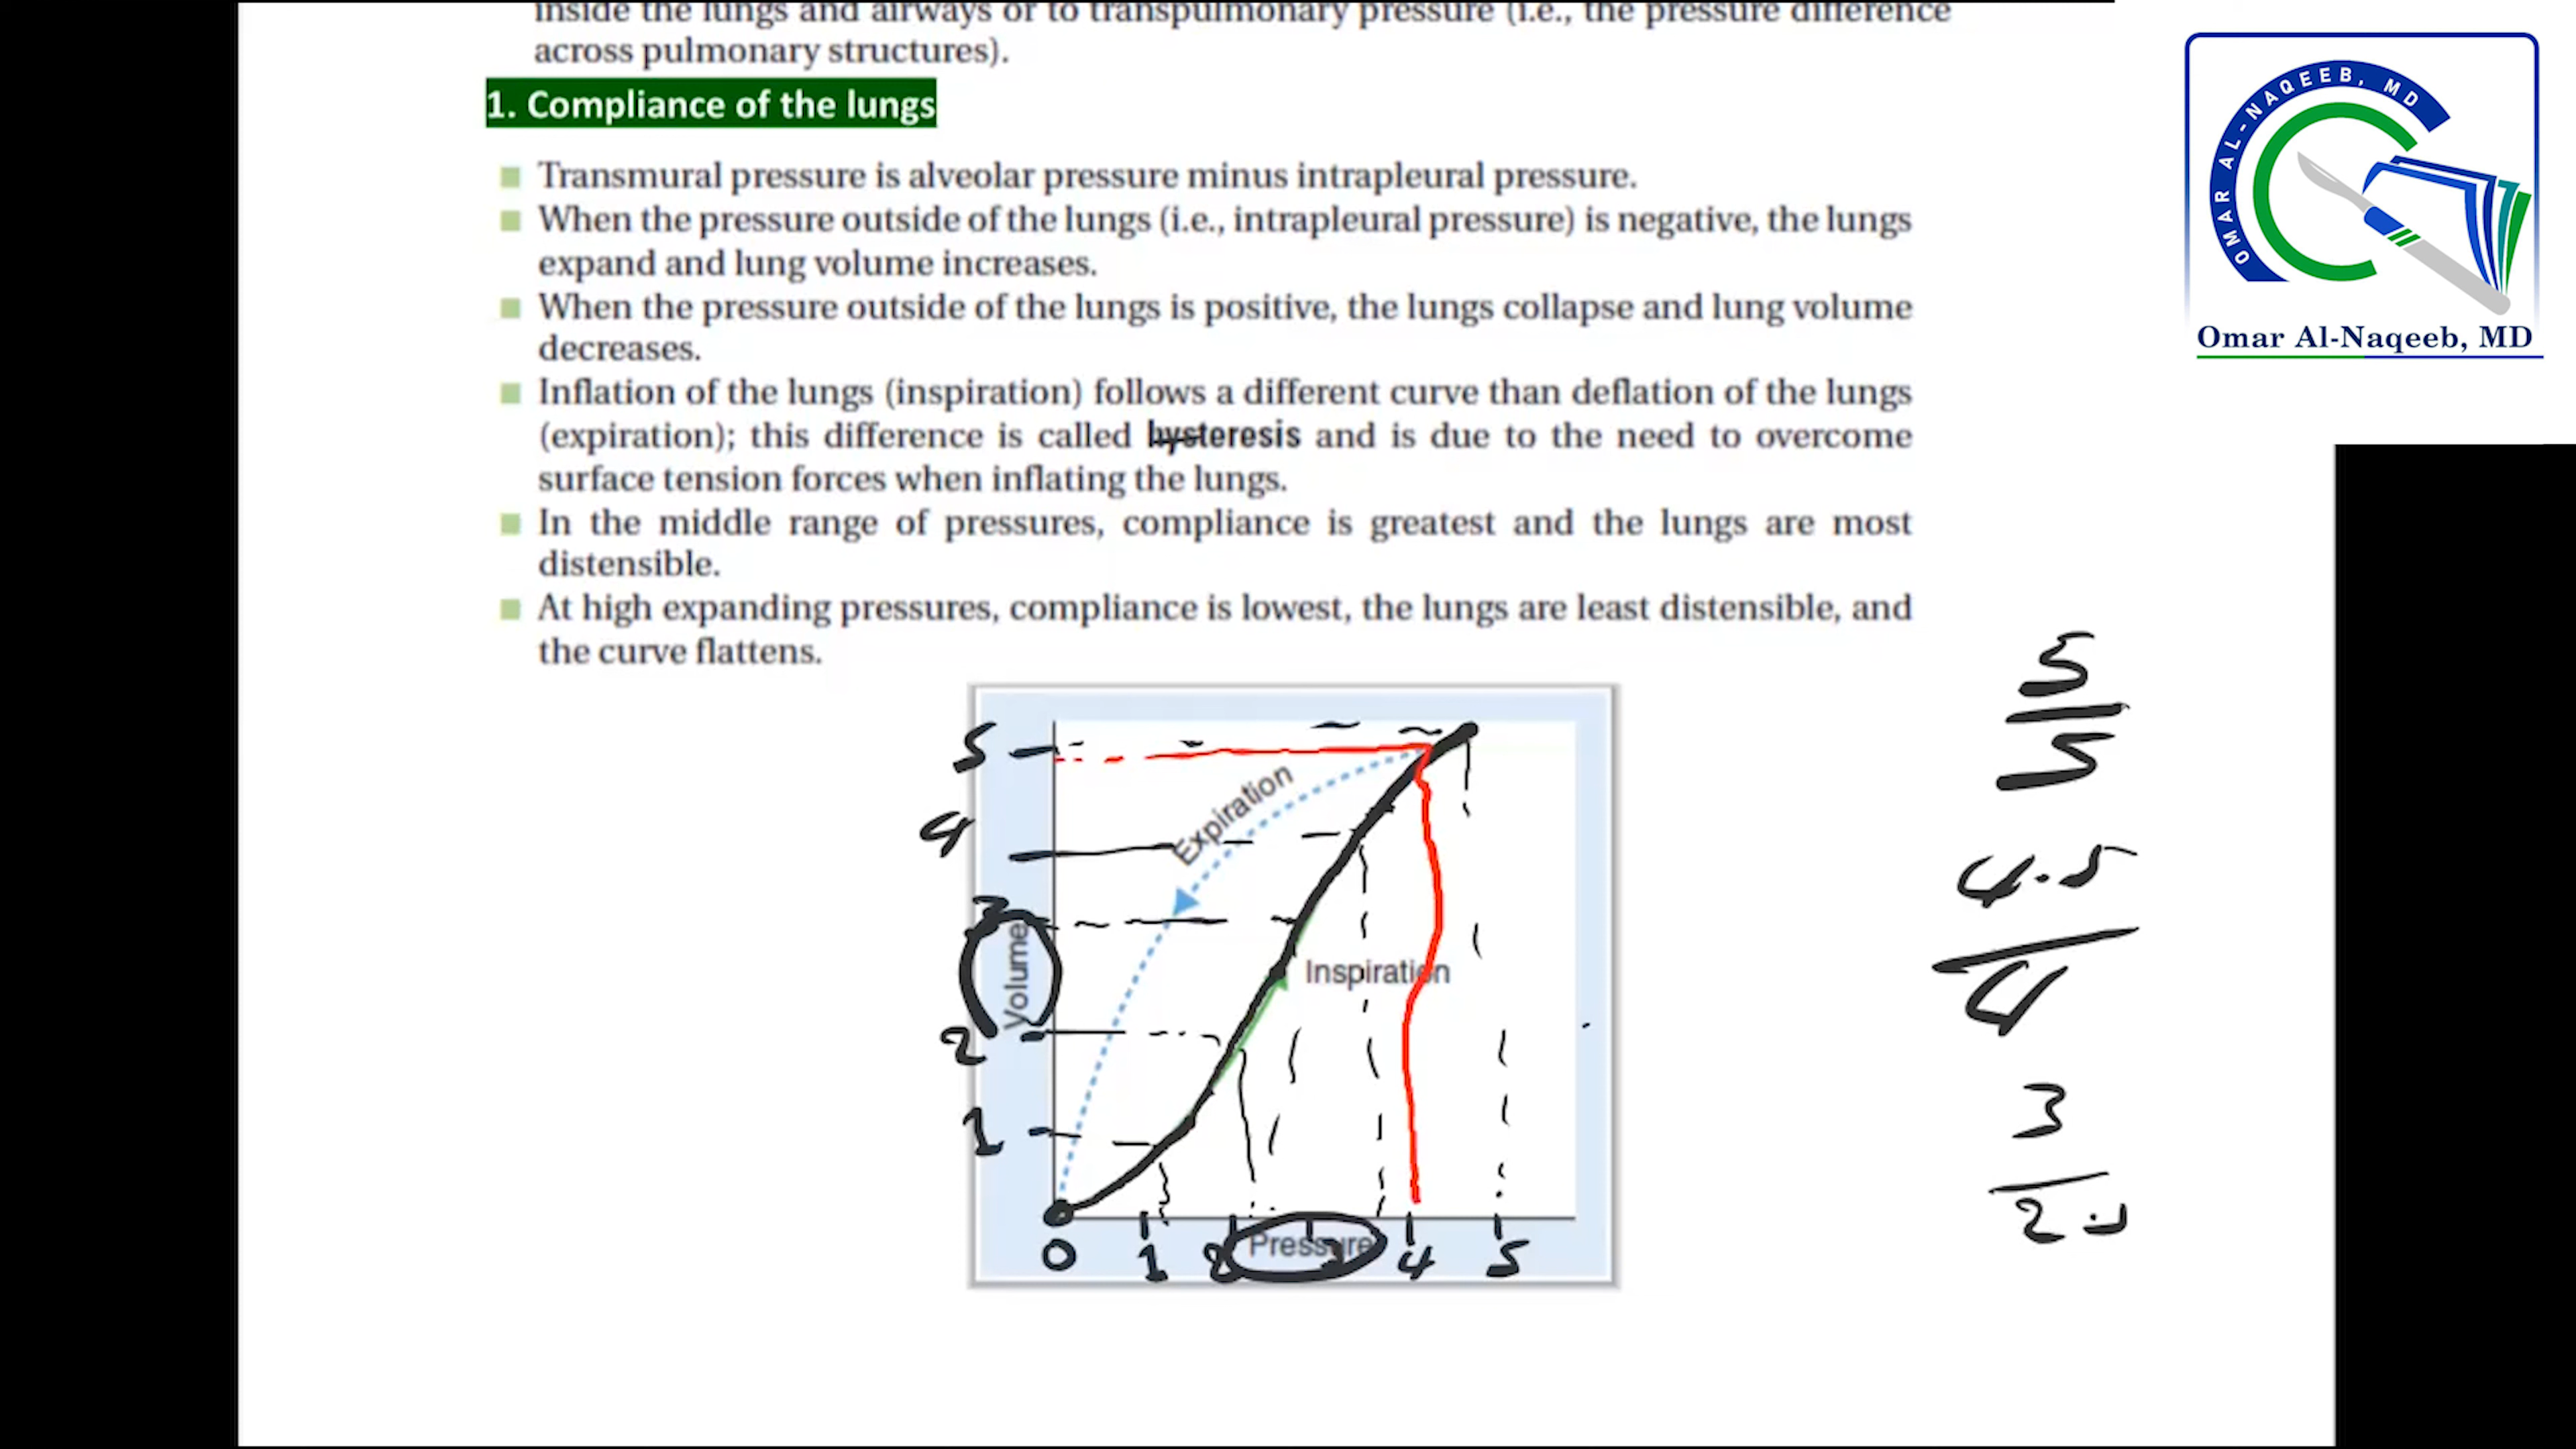 inside the lungs and airways or to transpulmonary pressure (i.e., the pressure difference
across pulmonary structures).
1. Compliance of the lungs
Transmural pressure is alveolar pressure minus intrapleural pressure.
When the pressure outside of the lungs (i.e., intrapleural pressure) is negative, the lungs
expand and lung volume increases.
When the pressure outside of the lungs is positive, the lungs collapse and lung volume
decreases.
Inflation of the lungs (inspiration) follows a different curve than deflation of the lungs
(expiration); this difference is called hysteresis and is due to the need to overcome
surface tension forces when inflating the lungs.
In the middle range of pressures, compliance is greatest and the lungs are most
distensible.
At high expanding pressures, compliance is lowest, the lungs are least distensible, and
the curve flattens.
5
4
3
2
1
Volume
Expiration
Inspiration
0 1 2 3 4 5
Pressure
5
5
4.5
4
3
2
OMAR AL-NAQEEB, MD
Omar Al-Naqeeb, MD